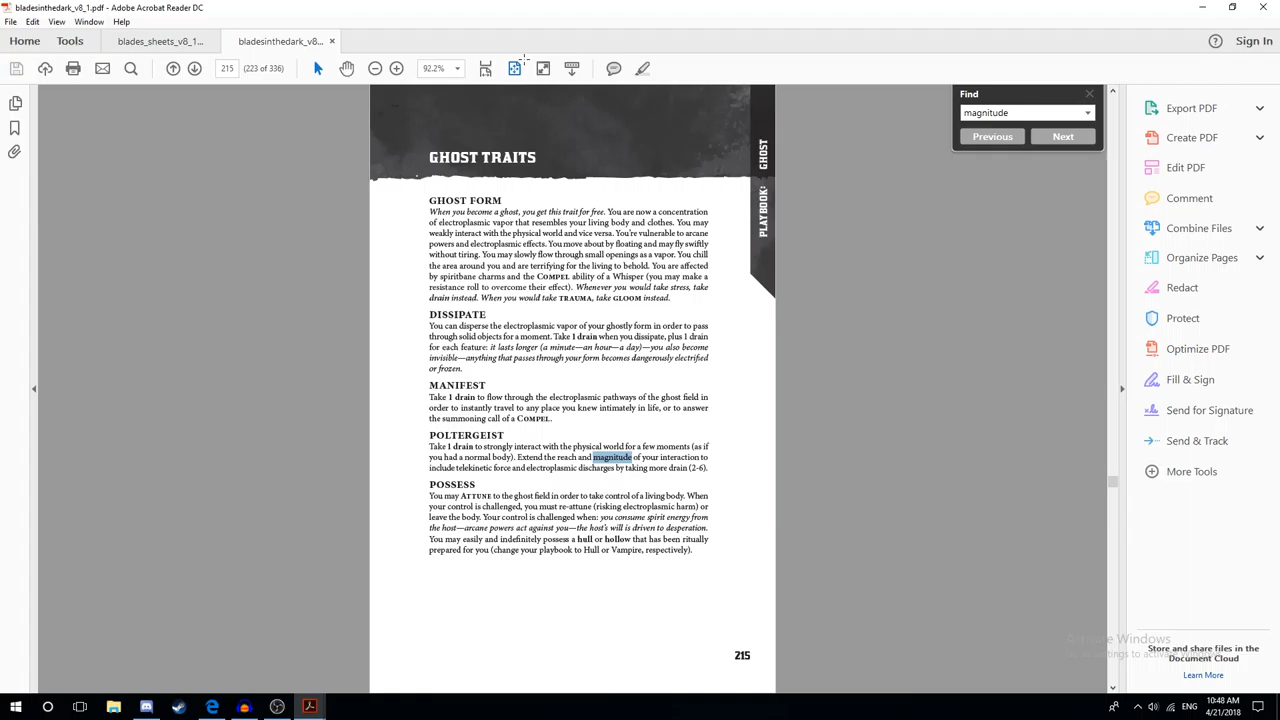 bladesinthedark_v8_1.pdf - Adobe Acrobat Reader DC
File Edit View Window Help
Home Tools blades_sheets_v8_1... bladesinthedark_v8... × Sign In
215 (223 of 336) 92.2%
Find
magnitude
Previous Next
GHOST TRAITS
PLAYBOOK: GHOST
GHOST FORM
When you become a ghost, you get this trait for free. You are now a concentration
of electroplasmic vapor that resembles your living body and clothes. You may
weakly interact with the physical world and vice versa. You're vulnerable to arcane
powers and electroplasmic effects. You move about by floating and may fly swiftly
without tiring. You may slowly flow through small openings as a vapor. You chill
the area around you and are terrifying for the living to behold. You are affected
by spiritbane charms and the COMPEL ability of a Whisper (you may make a
resistance roll to overcome their effect). Whenever you would take stress, take
drain instead. When you would take TRAUMA, take GLOOM instead.
DISSIPATE
You can disperse the electroplasmic vapor of your ghostly form in order to pass
through solid objects for a moment. Take 1 drain when you dissipate, plus 1 drain
for each feature: it lasts longer (a minute—an hour—a day)—you also become
invisible—anything that passes through your form becomes dangerously electrified
or frozen.
MANIFEST
Take 1 drain to flow through the electroplasmic pathways of the ghost field in
order to instantly travel to any place you knew intimately in life, or to answer
the summoning call of a COMPEL.
POLTERGEIST
Take 1 drain to strongly interact with the physical world for a few moments (as if
you had a normal body). Extend the reach and magnitude of your interaction to
include telekinetic force and electroplasmic discharges by taking more drain (2-6).
POSSESS
You may ATTUNE to the ghost field in order to take control of a living body. When
your control is challenged, you must re-attune (risking electroplasmic harm) or
leave the body. Your control is challenged when: you consume spirit energy from
the host—arcane powers act against you—the host's will is driven to desperation.
You may easily and indefinitely possess a hull or hollow that has been ritually
prepared for you (change your playbook to Hull or Vampire, respectively).
215
Export PDF
Create PDF
Edit PDF
Comment
Combine Files
Organize Pages
Redact
Protect
Optimize PDF
Fill & Sign
Send for Signature
Send & Track
More Tools
Activate Windows
Store and share files in the
Document Cloud
Learn More
ENG
10:48 AM
4/21/2018